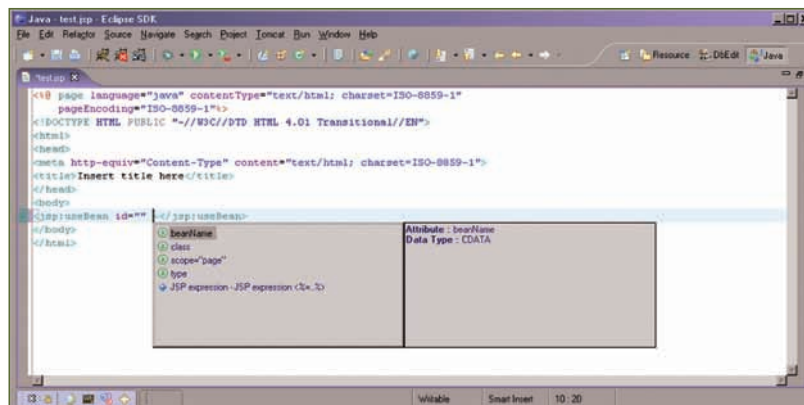 Java - test.jsp - Eclipse SDK
File Edit Refactor Source Navigate Search Project Tomcat Run Window Help
Resource DbEdit Java
*test.jsp
<%@ page language="java" contentType="text/html; charset=ISO-8859-1"
pageEncoding="ISO-8859-1"%>
<!DOCTYPE HTML PUBLIC "-//W3C//DTD HTML 4.01 Transitional//EN">
<html>
<head>
<meta http-equiv="Content-Type" content="text/html; charset=ISO-8859-1">
<title>Insert title here</title>
</head>
<body>
<jsp:useBean id="" ></jsp:useBean>
</body>
</html>
beanName
class
scope="page"
type
JSP expression - JSP expression <%=..%>
Attribute : beanName
Data Type : CDATA
Writable Smart Insert 10 : 20